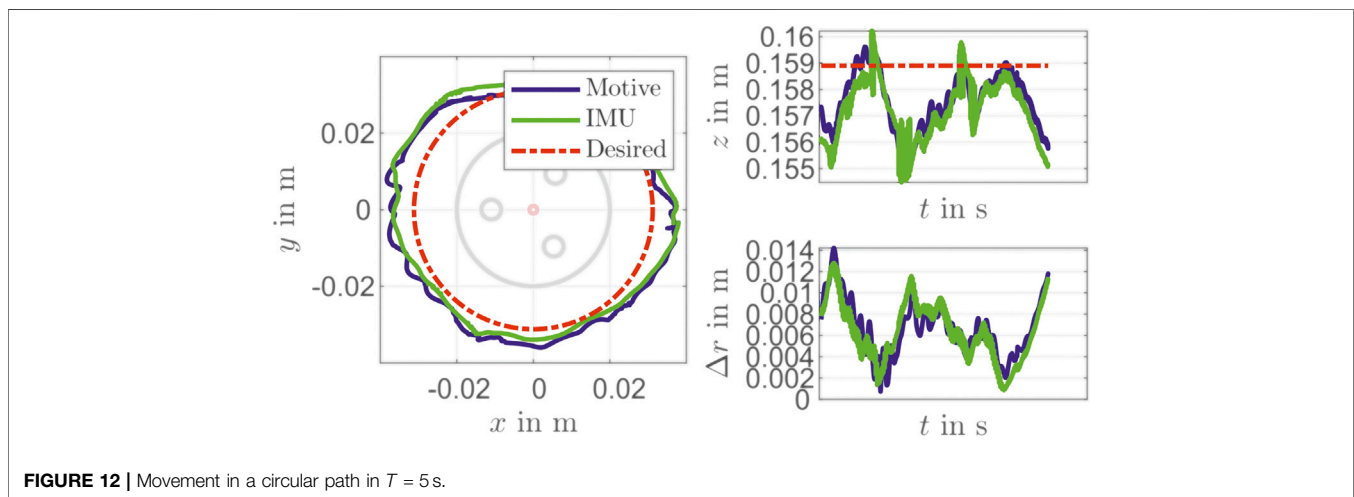 Motive
IMU
Desired
0.02
0
-0.02
y in m
-0.02
0
0.02
x in m
0.16
0.159
0.158
0.157
0.156
0.155
z in m
t in s
0.014
0.012
0.01
0.008
0.006
0.004
0.002
0
Δr in m
t in s
FIGURE 12 | Movement in a circular path in T = 5 s.